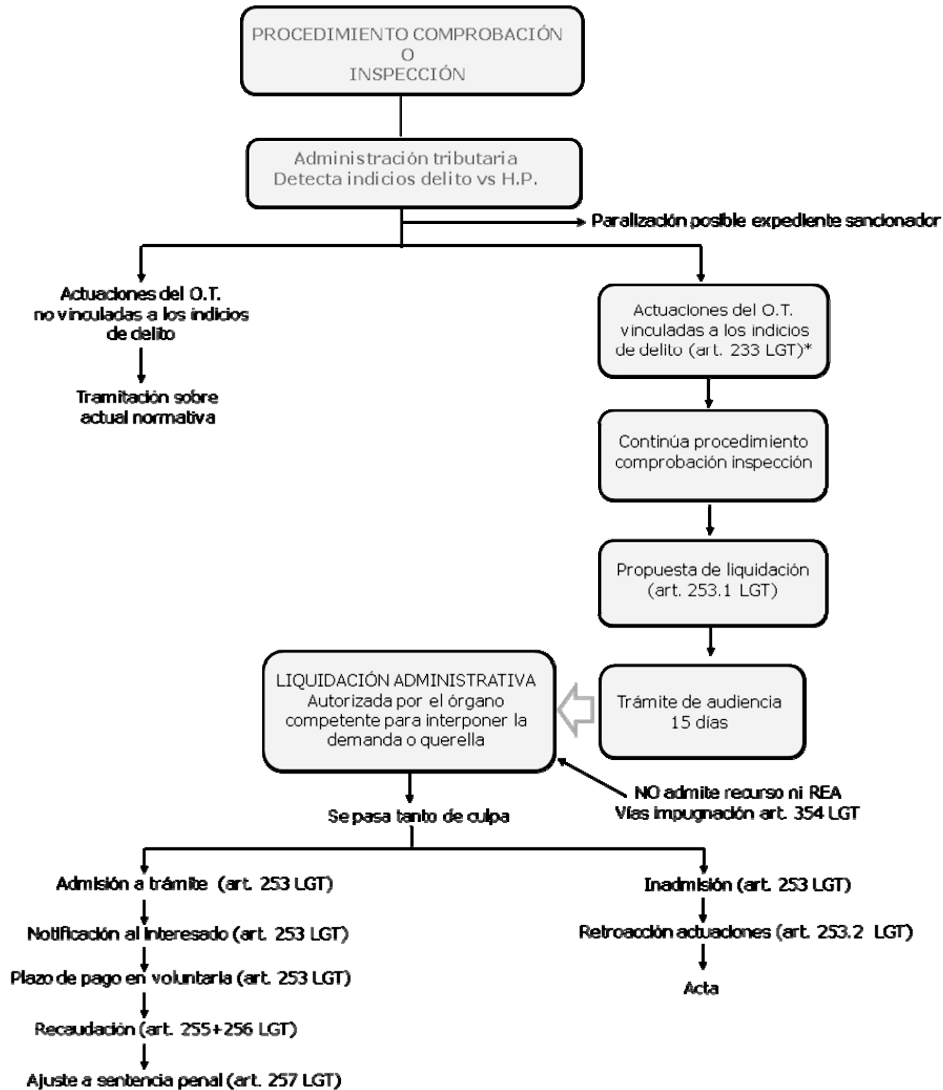 PROCEDIMIENTO COMPROBACIÓN
O
INSPECCIÓN
Administración tributaria
Detecta indicios delito vs H.P.
Paralización posible expediente sancionador
Actuaciones del O.T.
no vinculadas a los indicios
de delito
Tramitación sobre
actual normativa
Actuaciones del O.T.
vinculadas a los indicios
de delito (art. 233 LGT)*
Continúa procedimiento
comprobación inspección
Propuesta de liquidación
(art. 253.1 LGT)
Trámite de audiencia
15 días
LIQUIDACIÓN ADMINISTRATIVA
Autorizada por el órgano
competente para interponer la
demanda o querella
NO admite recurso ni REA
Vías impugnación art. 354 LGT
Se pasa tanto de culpa
Admisión a trámite (art. 253 LGT)
Notificación al interesado (art. 253 LGT)
Plazo de pago en voluntaria (art. 253 LGT)
Recaudación (art. 255+256 LGT)
Ajuste a sentencia penal (art. 257 LGT)
Inadmisión (art. 253 LGT)
Retroacción actuaciones (art. 253.2 LGT)
Acta